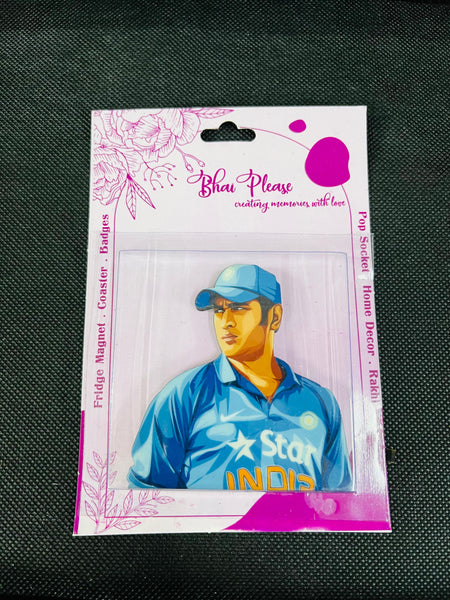 Bhai Please
creating memories with love
Fridge Magnet . Coaster . Badges
Pop Socket . Home Decor . Rakhi
Star
INDIA